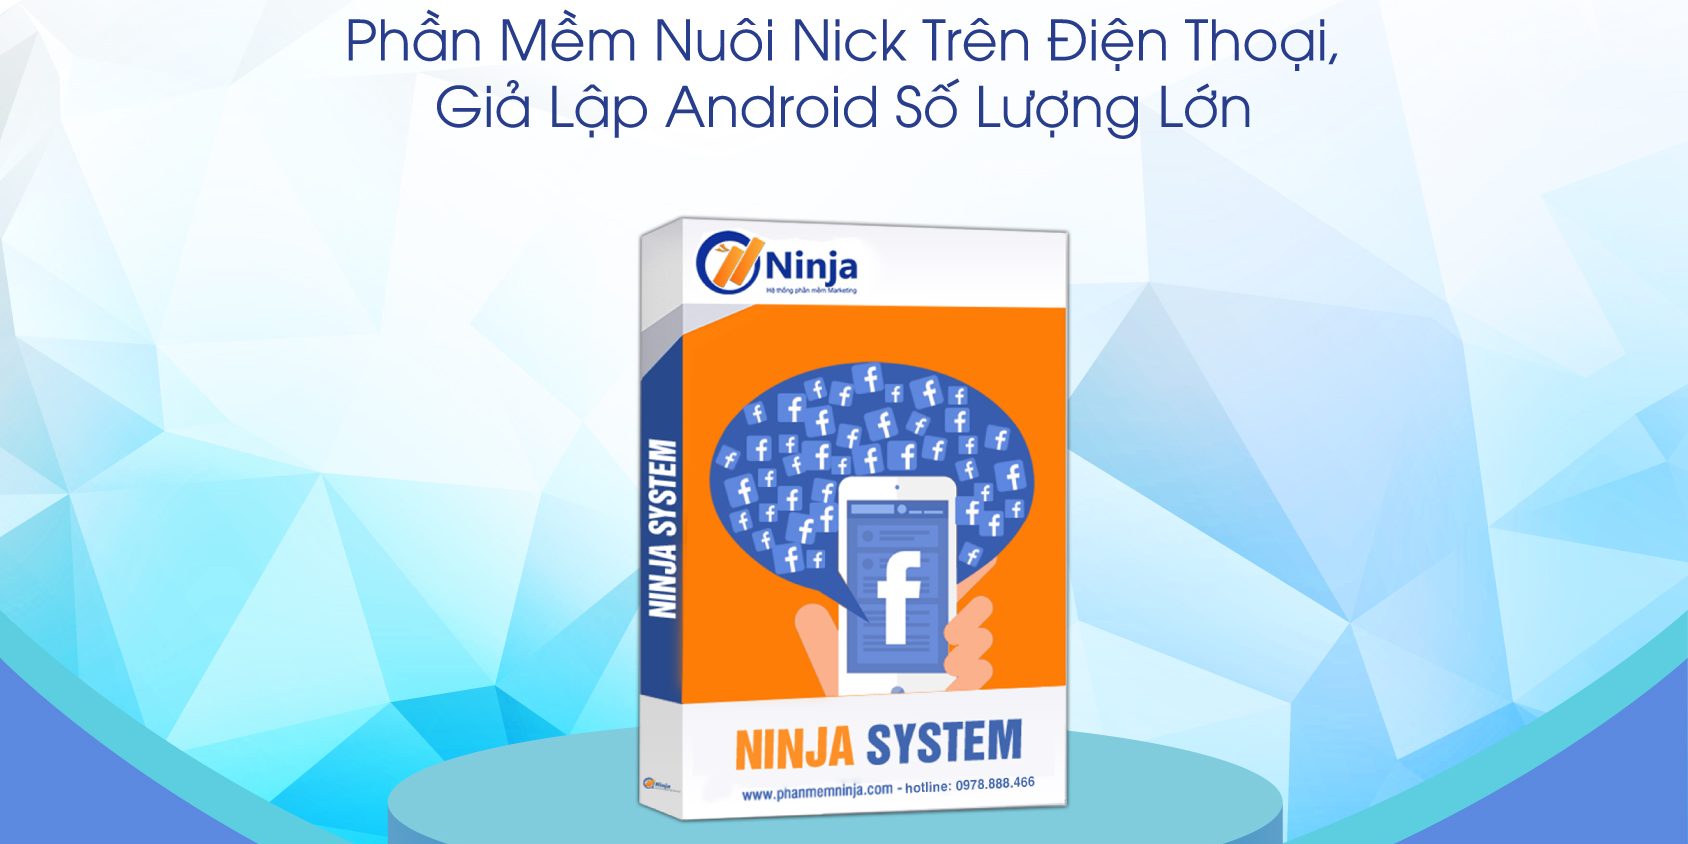 Phần Mềm Nuôi Nick Trên Điện Thoại,
Giả Lập Android Số Lượng Lớn
Ninja
Hệ thống phần mềm Marketing
NINJA SYSTEM
NINJA SYSTEM
www.phanmemninja.com - hotline: 0978.888.466
Ninja